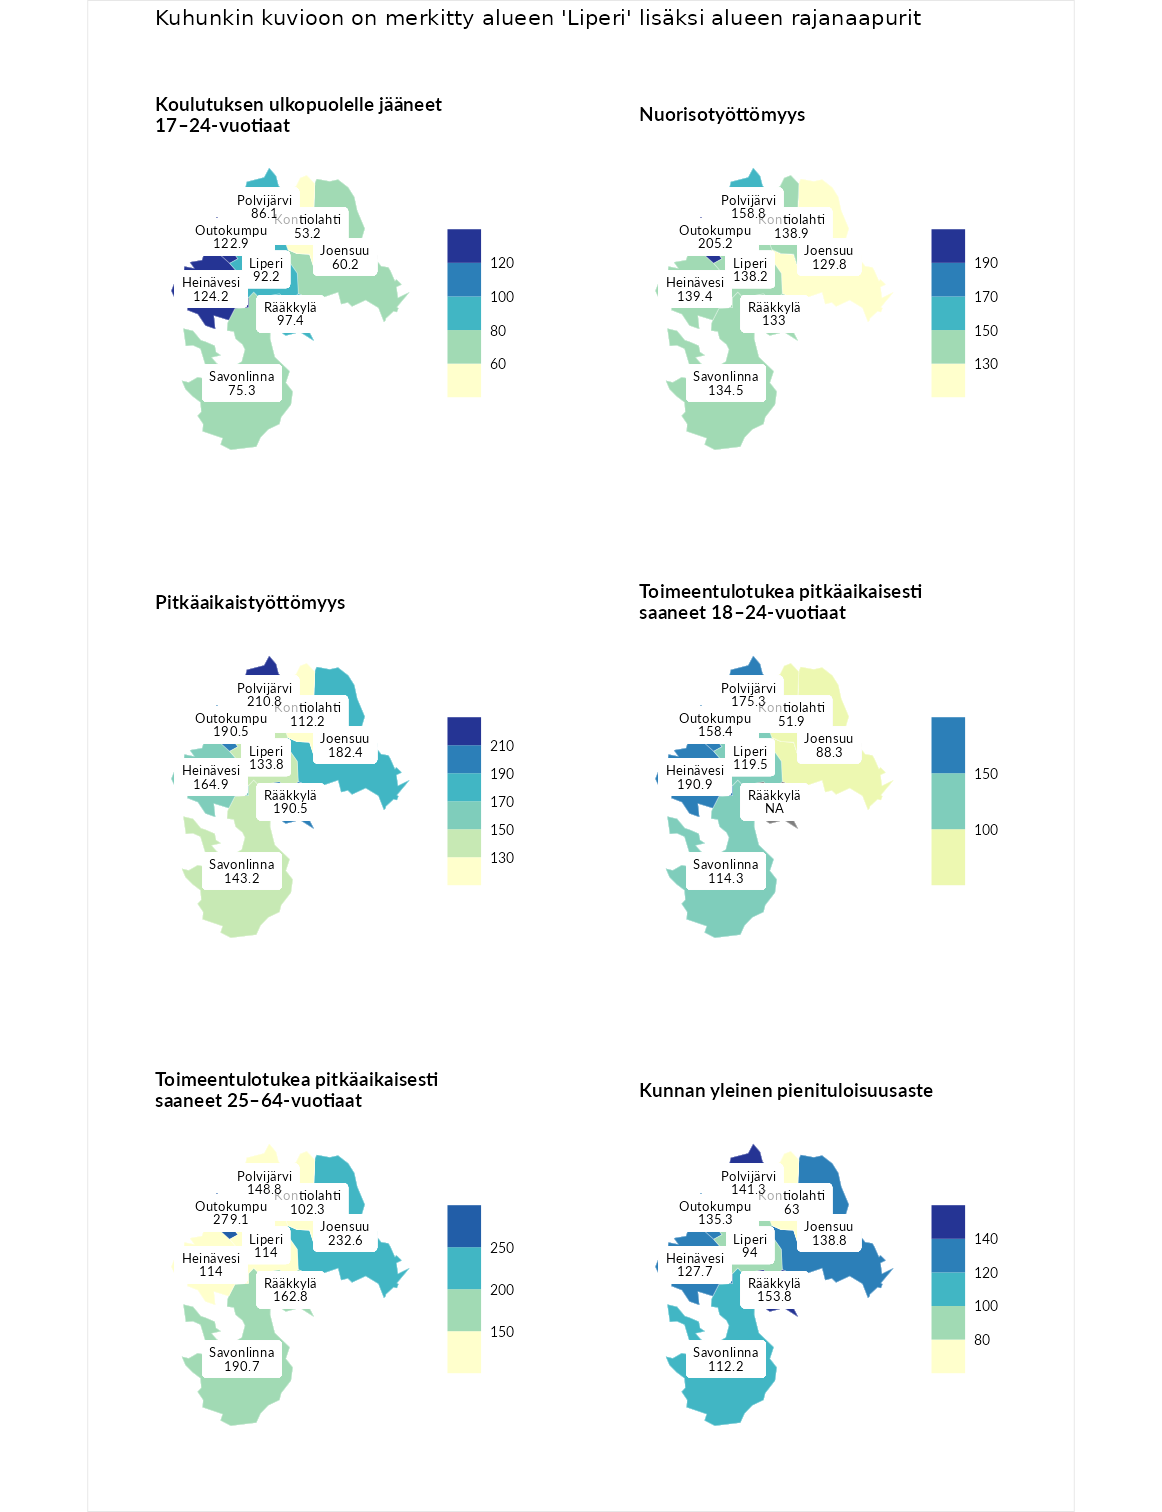 Kuhunkin kuvioon on merkitty alueen 'Liperi' lisäksi alueen rajanaapurit
Koulutuksen ulkopuolelle jääneet
17–24-vuotiaat
Polvijärvi
86.1
Kontiolahti
53.2
Outokumpu
122.9
Joensuu
60.2
Liperi
92.2
Heinävesi
124.2
Rääkkylä
97.4
Savonlinna
75.3
120
100
80
60
Nuorisotyöttömyys
Polvijärvi
158.8
Kontiolahti
138.9
Outokumpu
205.2
Joensuu
129.8
Liperi
138.2
Heinävesi
139.4
Rääkkylä
133
Savonlinna
134.5
190
170
150
130
Pitkäaikaistyöttömyys
Polvijärvi
210.8
Kontiolahti
112.2
Outokumpu
190.5
Joensuu
182.4
Liperi
133.8
Heinävesi
164.9
Rääkkylä
190.5
Savonlinna
143.2
210
190
170
150
130
Toimeentulotukea pitkäaikaisesti
saaneet 18–24-vuotiaat
Polvijärvi
175.3
Kontiolahti
51.9
Outokumpu
158.4
Joensuu
88.3
Liperi
119.5
Heinävesi
190.9
Rääkkylä
NA
Savonlinna
114.3
150
100
Toimeentulotukea pitkäaikaisesti
saaneet 25–64-vuotiaat
Polvijärvi
148.8
Kontiolahti
102.3
Outokumpu
279.1
Joensuu
232.6
Liperi
114
Heinävesi
114
Rääkkylä
162.8
Savonlinna
190.7
250
200
150
Kunnan yleinen pienituloisuusaste
Polvijärvi
141.3
Kontiolahti
63
Outokumpu
135.3
Joensuu
138.8
Liperi
94
Heinävesi
127.7
Rääkkylä
153.8
Savonlinna
112.2
140
120
100
80